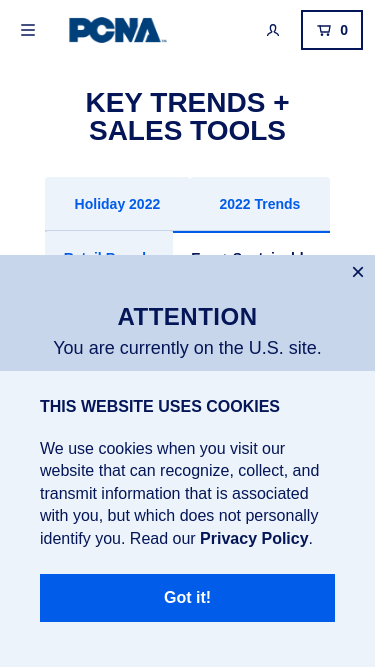 PCNA
0
KEY TRENDS +
SALES TOOLS
Holiday 2022
2022 Trends
ATTENTION
You are currently on the U.S. site.
THIS WEBSITE USES COOKIES
We use cookies when you visit our
website that can recognize, collect, and
transmit information that is associated
with you, but which does not personally
identify you. Read our Privacy Policy.
Got it!